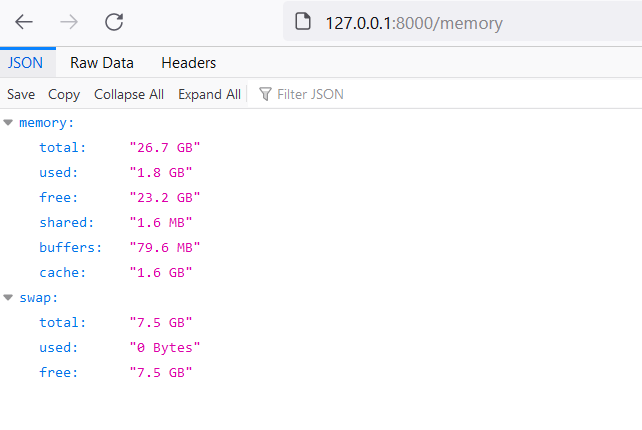 127.0.0.1:8000/memory
JSON Raw Data Headers
Save Copy Collapse All Expand All Filter JSON
memory:
total: "26.7 GB"
used: "1.8 GB"
free: "23.2 GB"
shared: "1.6 MB"
buffers: "79.6 MB"
cache: "1.6 GB"
swap:
total: "7.5 GB"
used: "0 Bytes"
free: "7.5 GB"